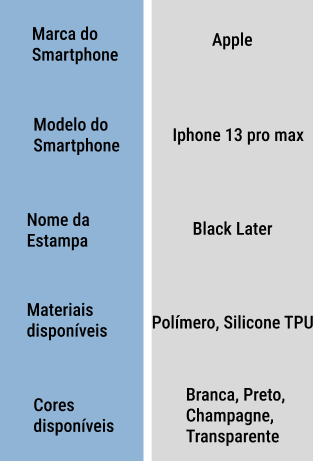 Marca do
Smartphone
Apple
Modelo do
Smartphone
Iphone 13 pro max
Nome da
Estampa
Black Later
Materiais
disponíveis
Polímero, Silicone TPU
Cores
disponíveis
Branca, Preto,
Champagne,
Transparente